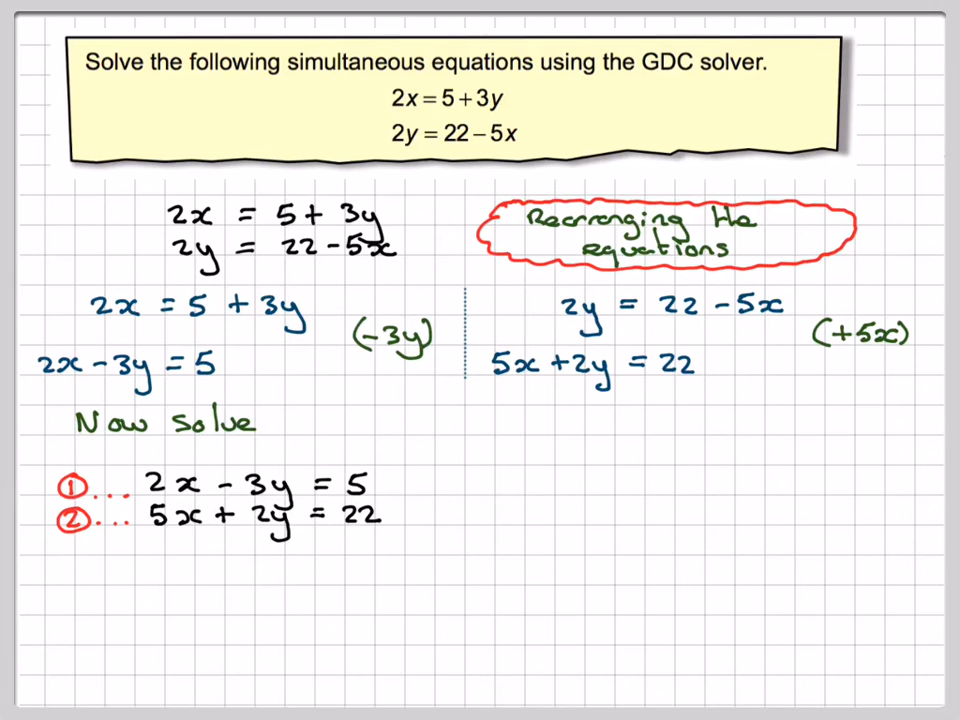 Solve the following simultaneous equations using the GDC solver.
2x = 5 + 3y
2y = 22 – 5x
2x = 5 + 3y
2y = 22 - 5x
Rearranging the
equations
2x = 5 + 3y
(-3y)
2x - 3y = 5
2y = 22 - 5x
(+5x)
5x + 2y = 22
Now solve
① ... 2x - 3y = 5
② ... 5x + 2y = 22